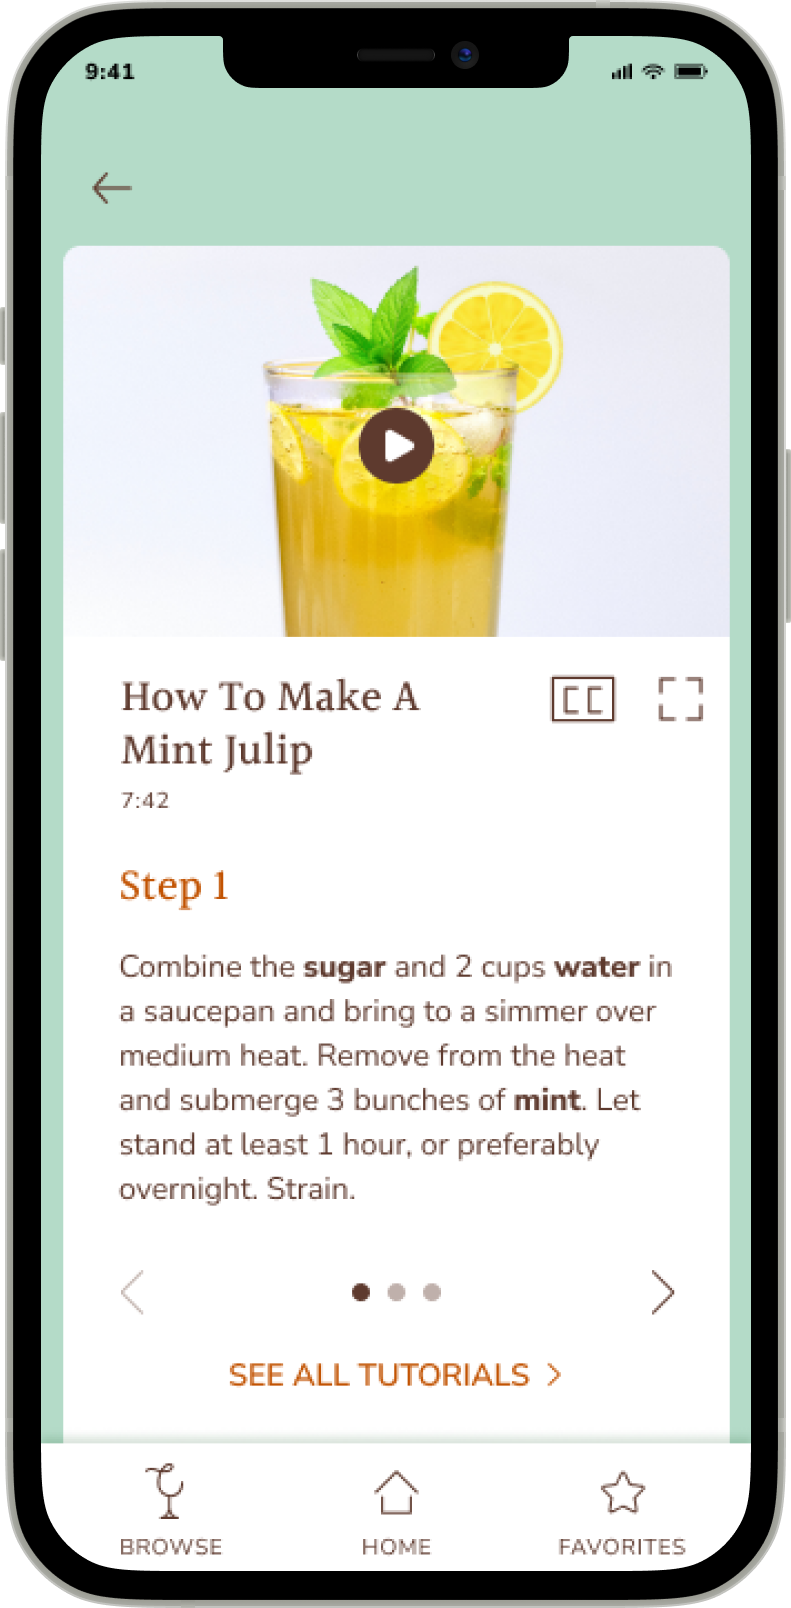 9:41
How To Make A
Mint Julip
CC
7:42
Step 1
Combine the sugar and 2 cups water in
a saucepan and bring to a simmer over
medium heat. Remove from the heat
and submerge 3 bunches of mint. Let
stand at least 1 hour, or preferably
overnight. Strain.
SEE ALL TUTORIALS
BROWSE
HOME
FAVORITES